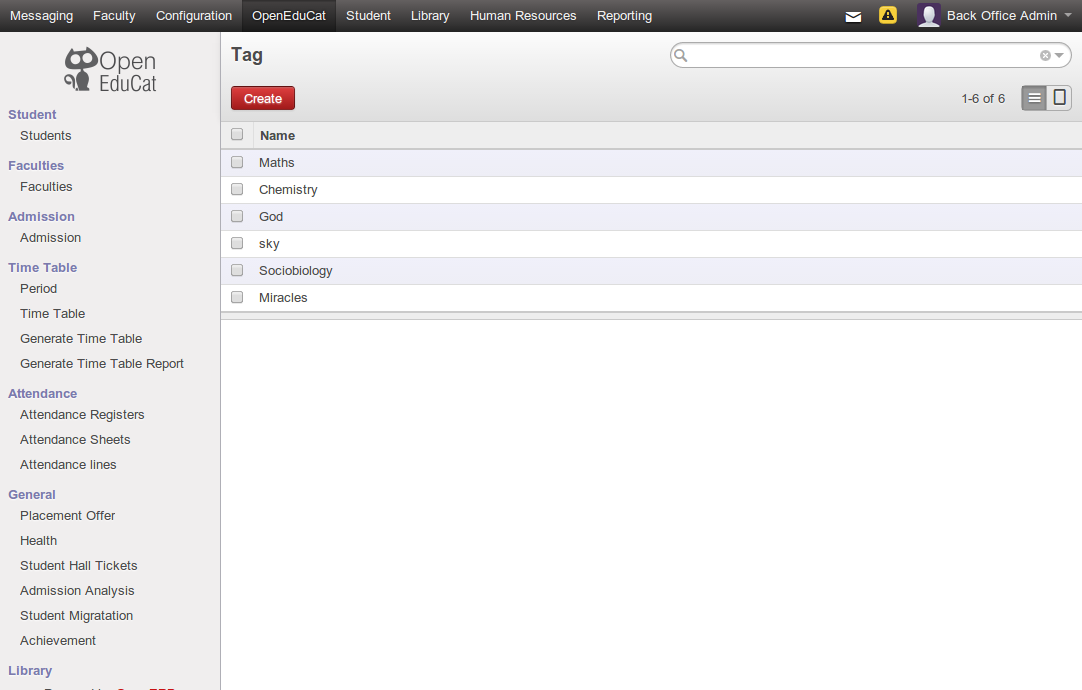 Messaging Faculty Configuration OpenEduCat Student Library Human Resources Reporting Back Office Admin
Open
EduCat
Student
Students
Faculties
Faculties
Admission
Admission
Time Table
Period
Time Table
Generate Time Table
Generate Time Table Report
Attendance
Attendance Registers
Attendance Sheets
Attendance lines
General
Placement Offer
Health
Student Hall Tickets
Admission Analysis
Student Migratation
Achievement
Library
Tag
Create
1-6 of 6
Name
Maths
Chemistry
God
sky
Sociobiology
Miracles